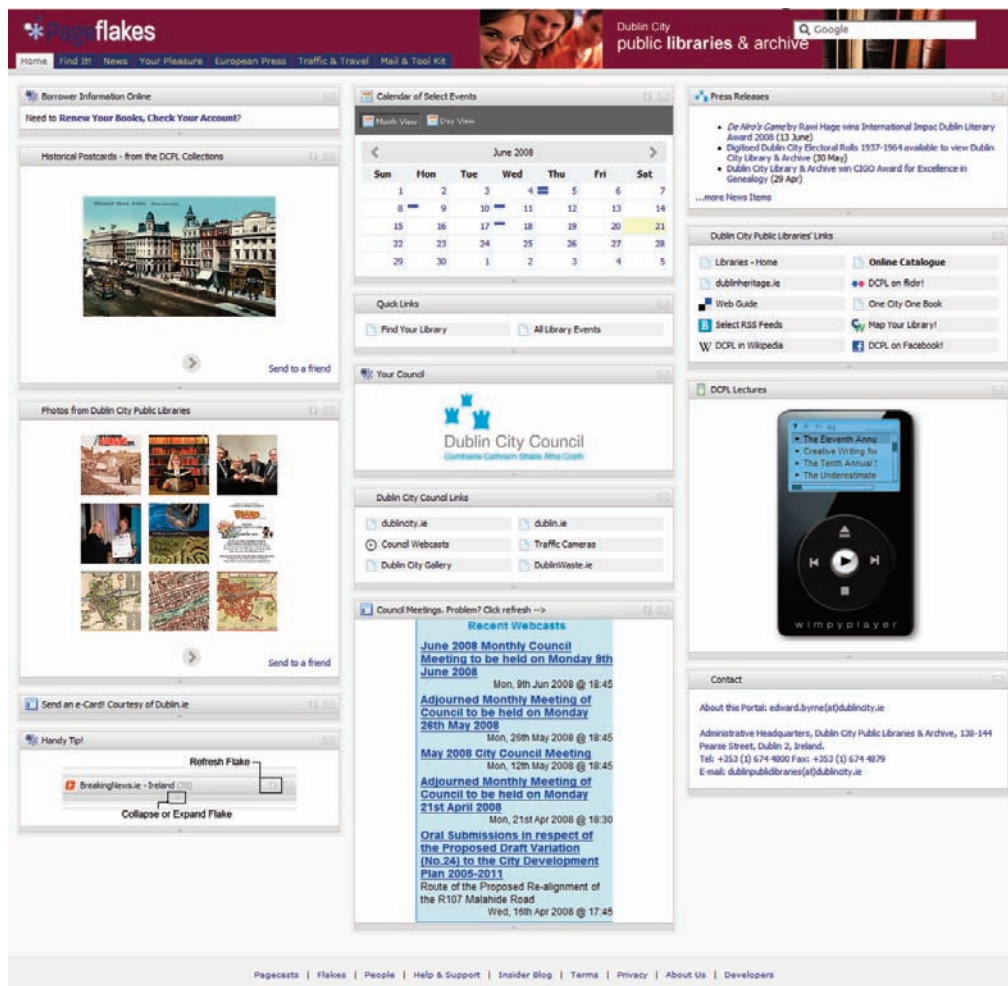 Pageflakes
Dublin City
public libraries & archive
Google
Home Find It! News Your Pleasure European Press Traffic & Travel Mail & Tool Kit
Borrower Information Online
Need to Renew Your Books, Check Your Account?
Historical Postcards - from the DCPL Collections
Send to a friend
Photos from Dublin City Public Libraries
Send to a friend
Send an e-Card! Courtesy of Dublin.ie
Handy Tip!
Refresh Flake
BreakingNews.ie - Ireland
Collapse or Expand Flake
Calendar of Select Events
Month View Day View
June 2008
Sun Mon Tue Wed Thu Fri Sat
1 2 3 4 5 6 7
8 9 10 11 12 13 14
15 16 17 18 19 20 21
22 23 24 25 26 27 28
29 30 1 2 3 4 5
Quick Links
Find Your Library All Library Events
Your Council
Dublin City Council
Comhairle Cathrach Bhaile Átha Cliath
Dublin City Council Links
dublincity.ie dublin.ie
Council Webcasts Traffic Cameras
Dublin City Gallery DublinWaste.ie
Council Meetings. Problem? Click refresh -->
Recent Webcasts
June 2008 Monthly Council
Meeting to be held on Monday 9th
June 2008
Mon, 9th Jun 2008 @ 18:45
Adjourned Monthly Meeting of
Council to be held on Monday
26th May 2008
Mon, 26th May 2008 @ 18:45
May 2008 City Council Meeting
Mon, 12th May 2008 @ 18:45
Adjourned Monthly Meeting of
Council to be held on Monday
21st April 2008
Mon, 21st Apr 2008 @ 18:30
Oral Submissions in respect of
the Proposed Draft Variation
(No.24) to the City Development
Plan 2005-2011
Route of the Proposed Re-alignment of
the R107 Malahide Road
Wed, 16th Apr 2008 @ 17:45
Press Releases
De Niro's Game by Rawi Hage wins International Impac Dublin Literary
Award 2008 (13 June)
Digitised Dublin City Electoral Rolls 1937-1964 available to view Dublin
City Library & Archive (30 May)
Dublin City Library & Archive win CIGO Award for Excellence in
Genealogy (29 Apr)
...more News Items
Dublin City Public Libraries' Links
Libraries - Home Online Catalogue
dublinheritage.ie DCPL on flickr!
Web Guide One City One Book
Select RSS Feeds Map Your Library!
DCPL in Wikipedia DCPL on Facebook!
DCPL Lectures
The Eleventh Annu
Creative Writing for
The Tenth Annual S
The Underestimate
wimpyplayer
Contact
About this Portal: edward.byrne(at)dublincity.ie
Administrative Headquarters, Dublin City Public Libraries & Archive, 138-144
Pearse Street, Dublin 2, Ireland.
Tel: +353 (1) 674 4800 Fax: +353 (1) 674 4879
E-mail: dublinpubliclibraries(at)dublincity.ie
Pagecasts | Flakes | People | Help & Support | Insider Blog | Terms | Privacy | About Us | Developers